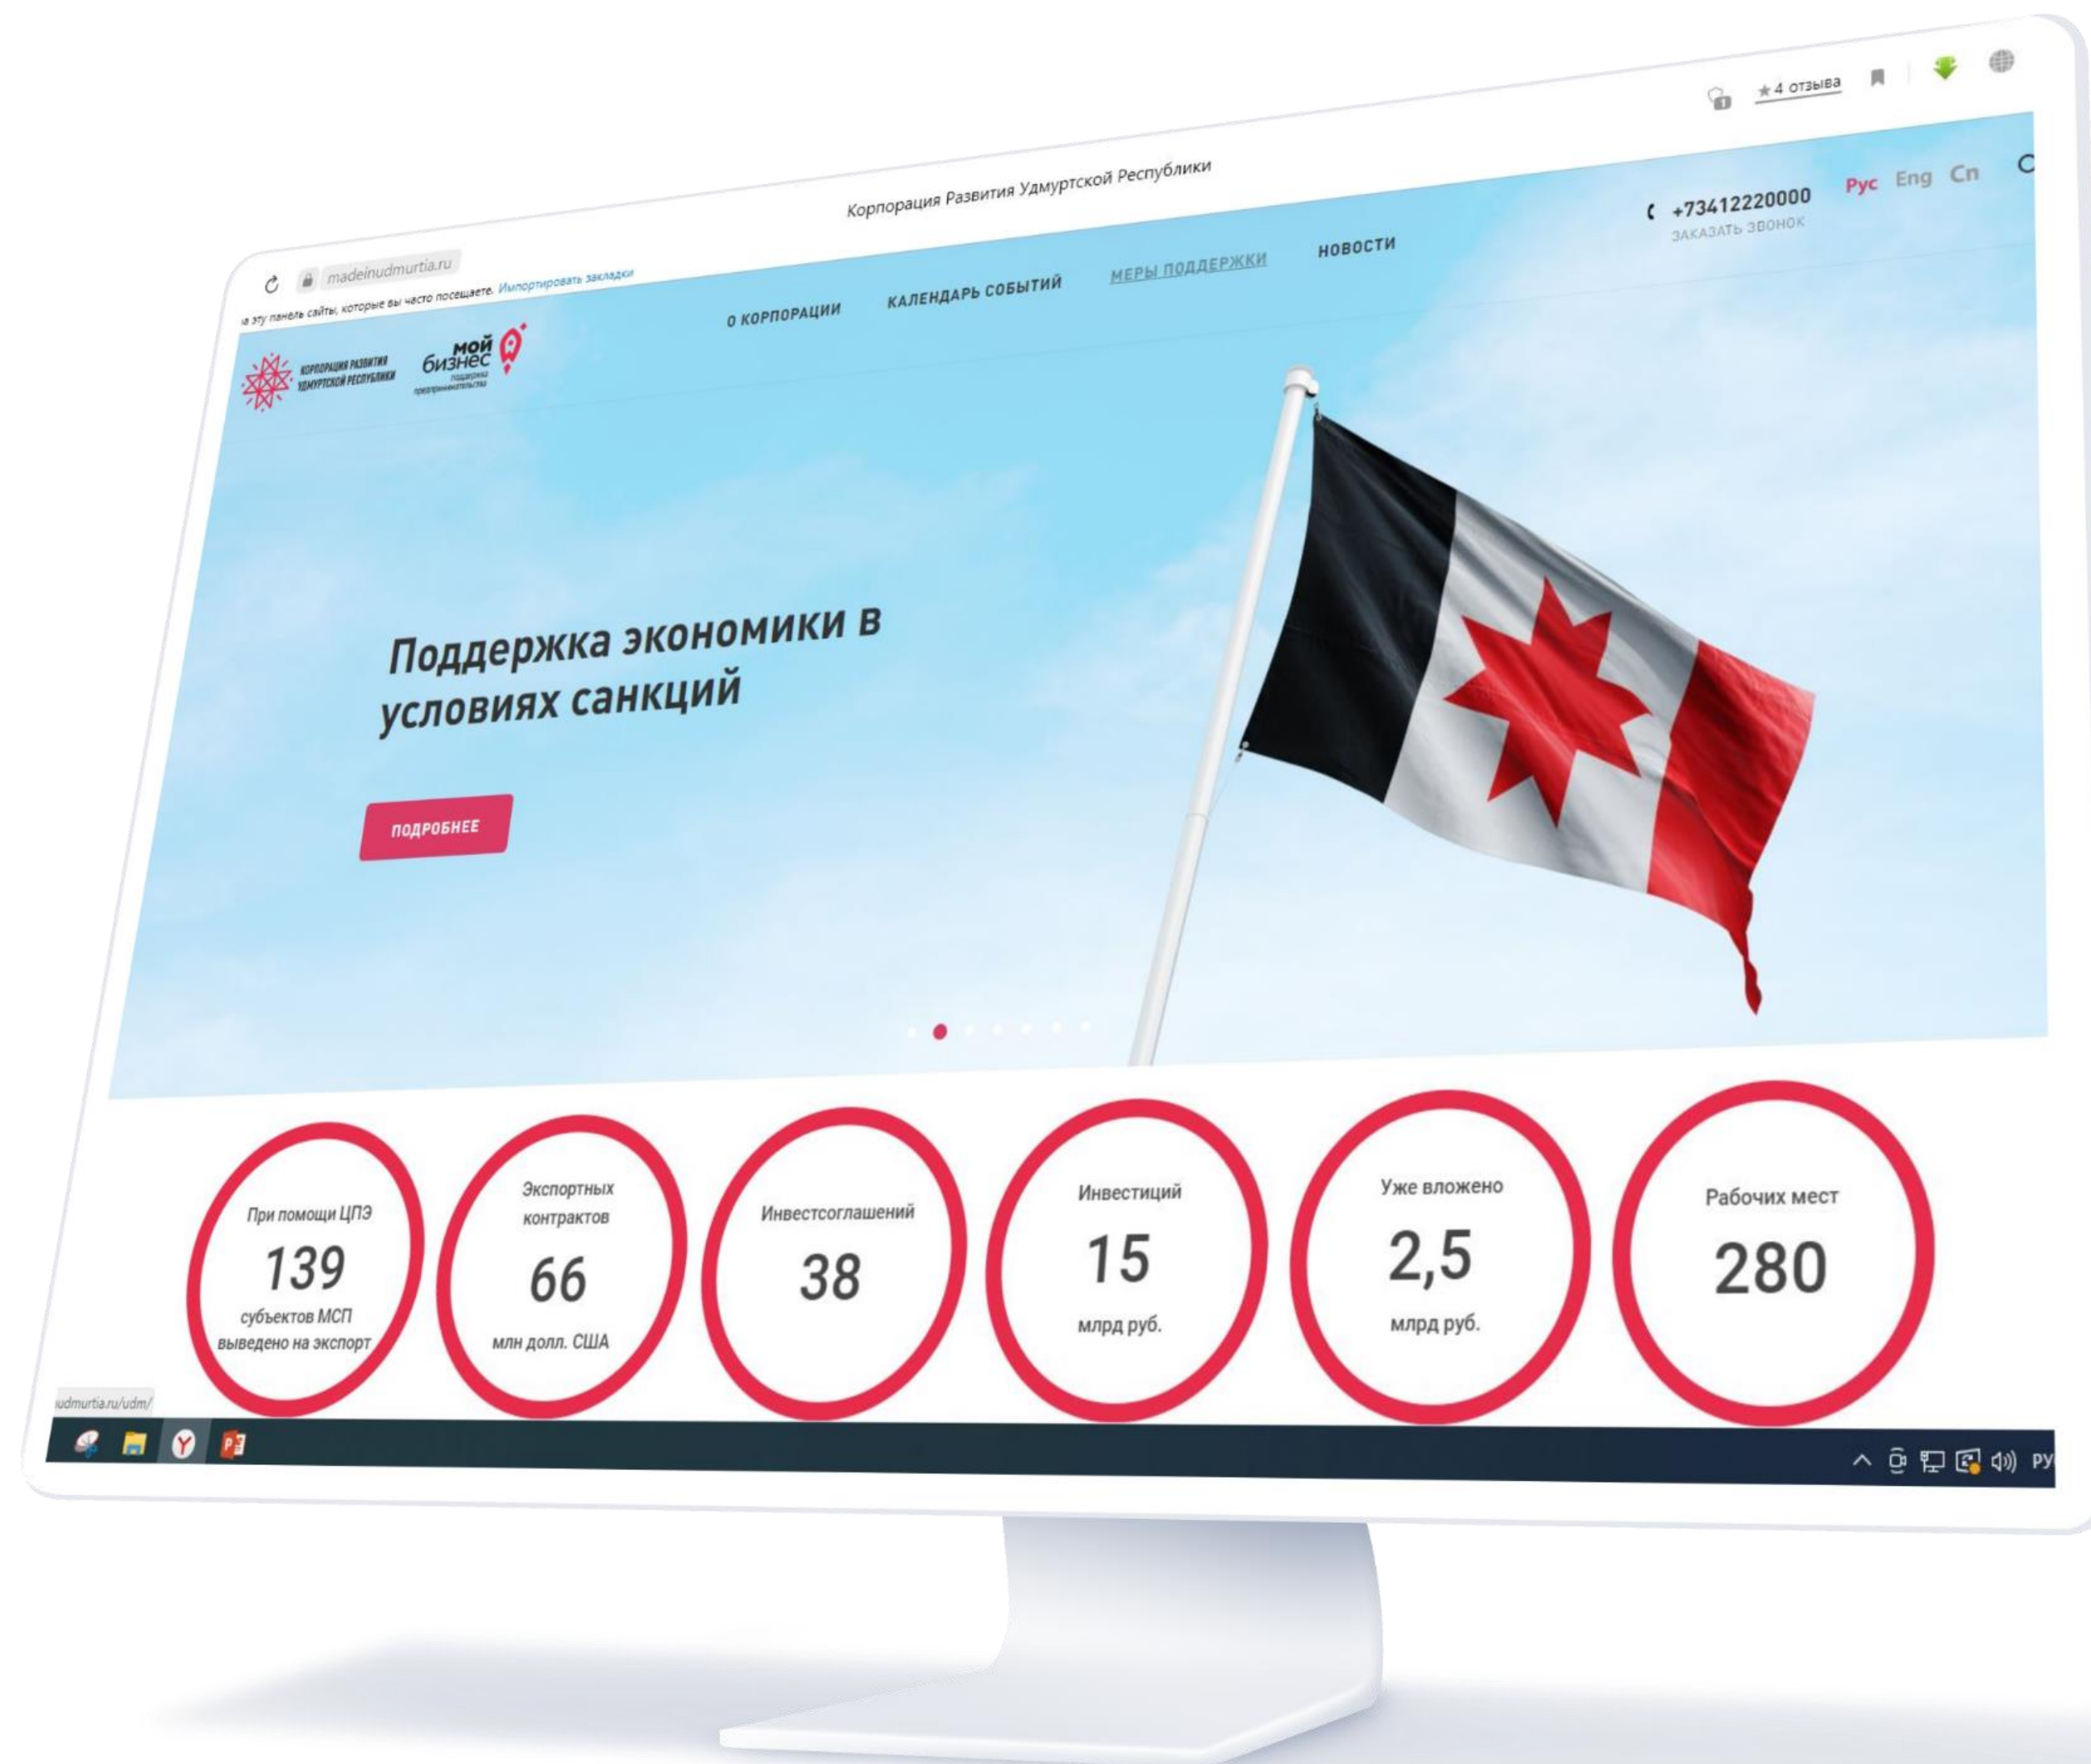 ★4 отзыва
Корпорация Развития Удмуртской Республики
madeinudmurtia.ru
а эту панель сайты, которые вы часто посещаете. Импортировать закладки
КОРПОРАЦИЯ РАЗВИТИЯ
УДМУРТСКОЙ РЕСПУБЛИКИ
мой
бизнес
поддержка
предпринимательства
О КОРПОРАЦИИ
КАЛЕНДАРЬ СОБЫТИЙ
МЕРЫ ПОДДЕРЖКИ
НОВОСТИ
+73412220000
ЗАКАЗАТЬ ЗВОНОК
Рус Eng Cn
Поддержка экономики в
условиях санкций
ПОДРОБНЕЕ
При помощи ЦПЭ
139
субъектов МСП
выведено на экспорт
Экспортных
контрактов
66
млн долл. США
Инвестсоглашений
38
Инвестиций
15
млрд руб.
Уже вложено
2,5
млрд руб.
Рабочих мест
280
udmurtia.ru/udm/
РУ